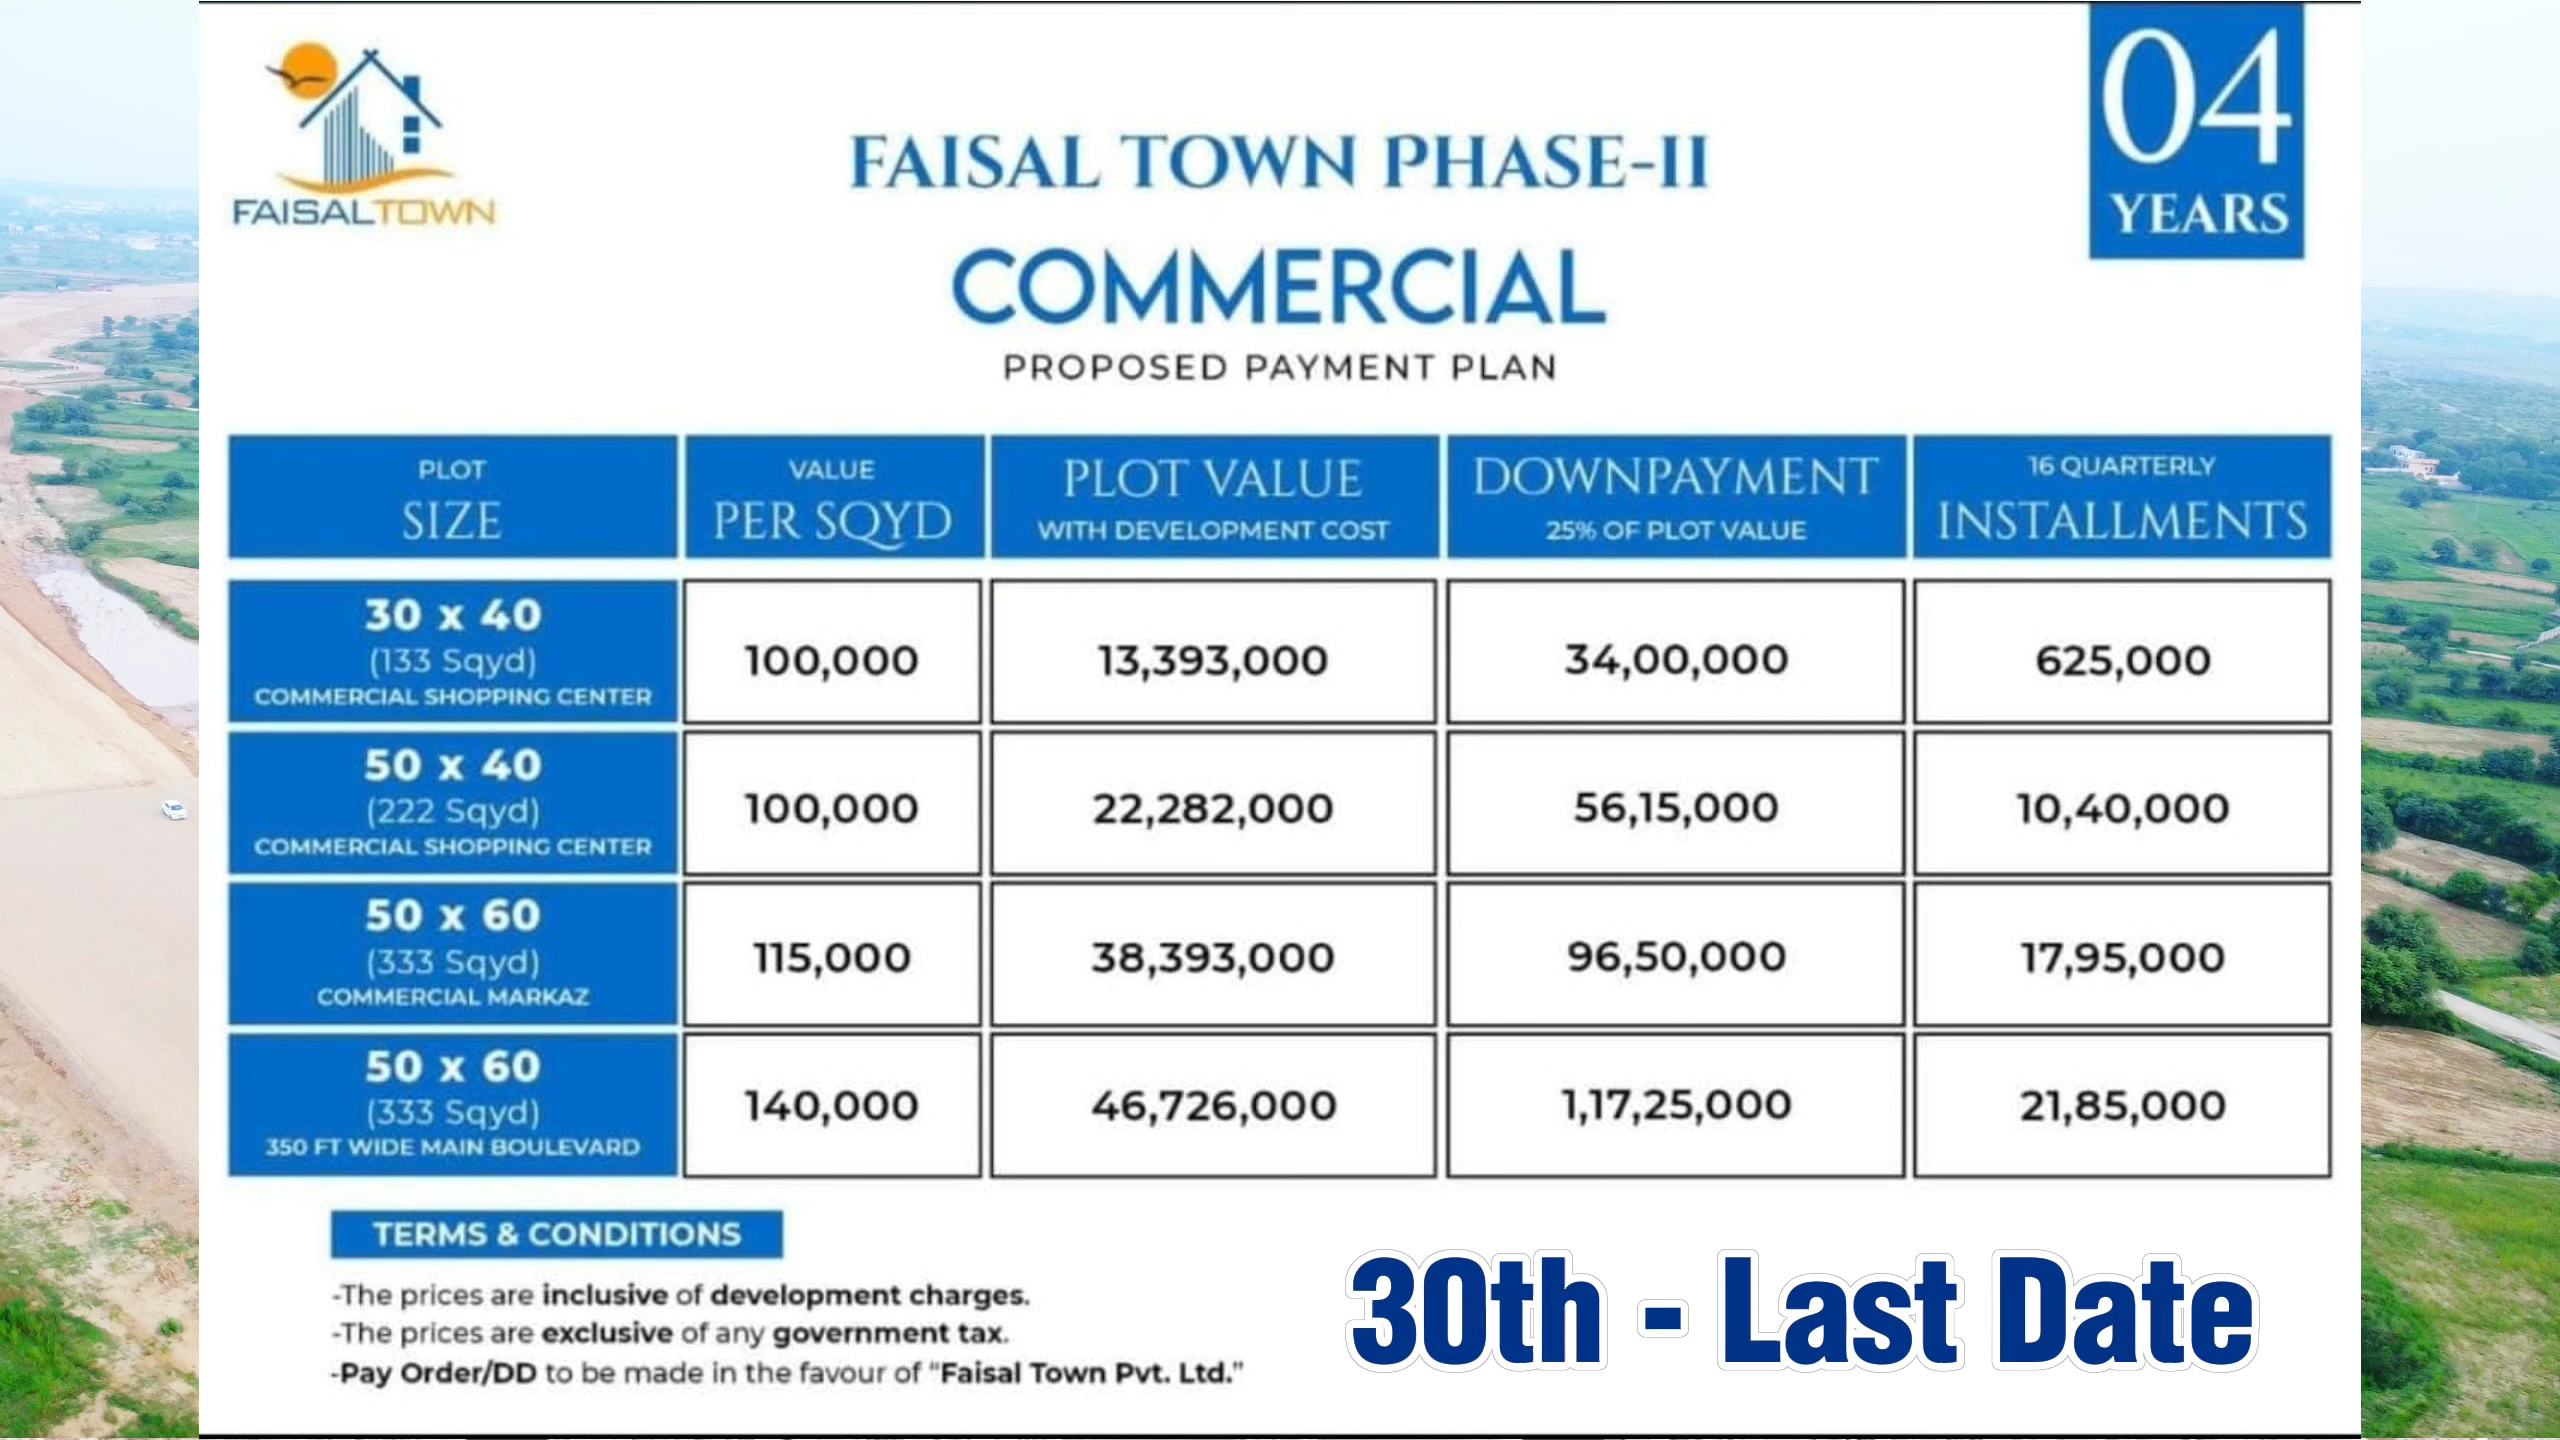 FAISALTOWN
04
YEARS
FAISAL TOWN PHASE-II
COMMERCIAL
PROPOSED PAYMENT PLAN
PLOT SIZE
VALUE PER SQYD
PLOT VALUE WITH DEVELOPMENT COST
DOWNPAYMENT 25% OF PLOT VALUE
16 QUARTERLY INSTALLMENTS
30 x 40
(133 Sqyd)
COMMERCIAL SHOPPING CENTER
100,000
13,393,000
34,00,000
625,000
50 x 40
(222 Sqyd)
COMMERCIAL SHOPPING CENTER
100,000
22,282,000
56,15,000
10,40,000
50 x 60
(333 Sqyd)
COMMERCIAL MARKAZ
115,000
38,393,000
96,50,000
17,95,000
50 x 60
(333 Sqyd)
350 FT WIDE MAIN BOULEVARD
140,000
46,726,000
1,17,25,000
21,85,000
TERMS & CONDITIONS
-The prices are inclusive of development charges.
-The prices are exclusive of any government tax.
-Pay Order/DD to be made in the favour of "Faisal Town Pvt. Ltd."
30th - Last Date